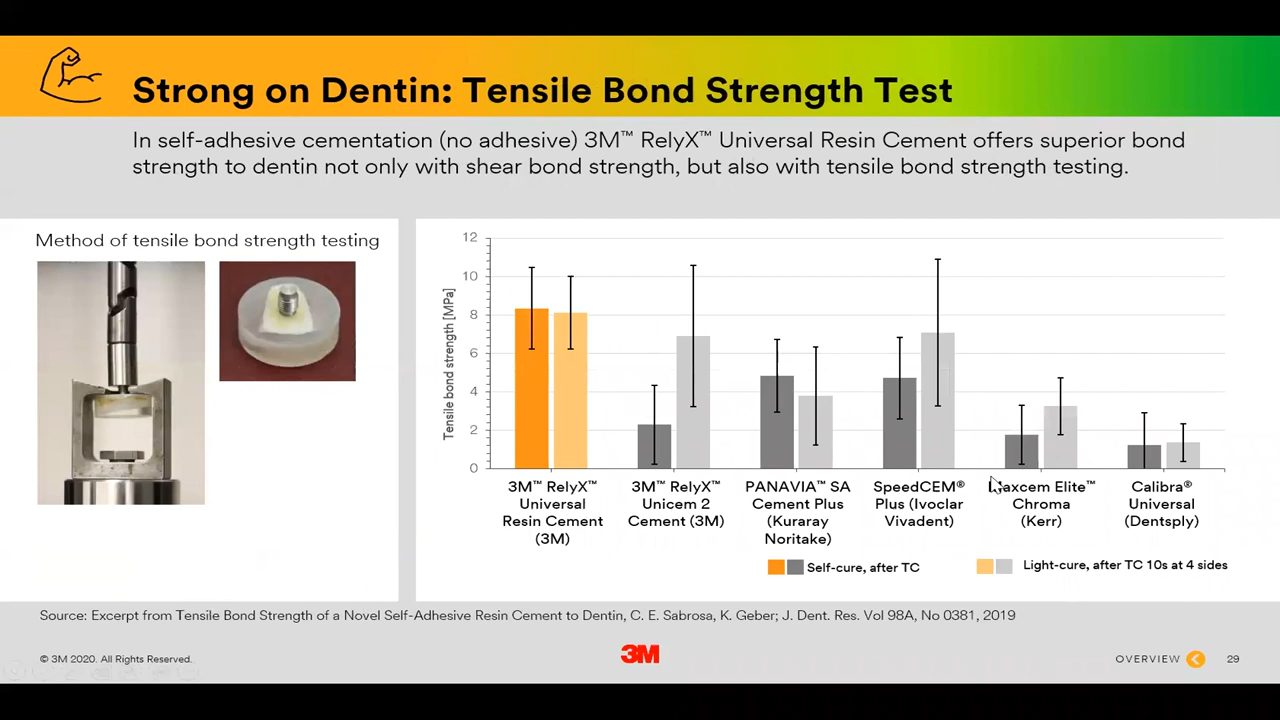 Strong on Dentin: Tensile Bond Strength Test
In self-adhesive cementation (no adhesive) 3M™ RelyX™ Universal Resin Cement offers superior bond
strength to dentin not only with shear bond strength, but also with tensile bond strength testing.
Method of tensile bond strength testing
Tensile bond strength [MPa]
12
10
8
6
4
2
0
3M™ RelyX™
Universal
Resin Cement
(3M)
3M™ RelyX™
Unicem 2
Cement (3M)
PANAVIA™ SA
Cement Plus
(Kuraray
Noritake)
SpeedCEM®
Plus (Ivoclar
Vivadent)
Maxcem Elite™
Chroma
(Kerr)
Calibra®
Universal
(Dentsply)
Self-cure, after TC
Light-cure, after TC 10s at 4 sides
Source: Excerpt from Tensile Bond Strength of a Novel Self-Adhesive Resin Cement to Dentin, C. E. Sabrosa, K. Geber; J. Dent. Res. Vol 98A, No 0381, 2019
© 3M 2020. All Rights Reserved.
3M
OVERVIEW
29